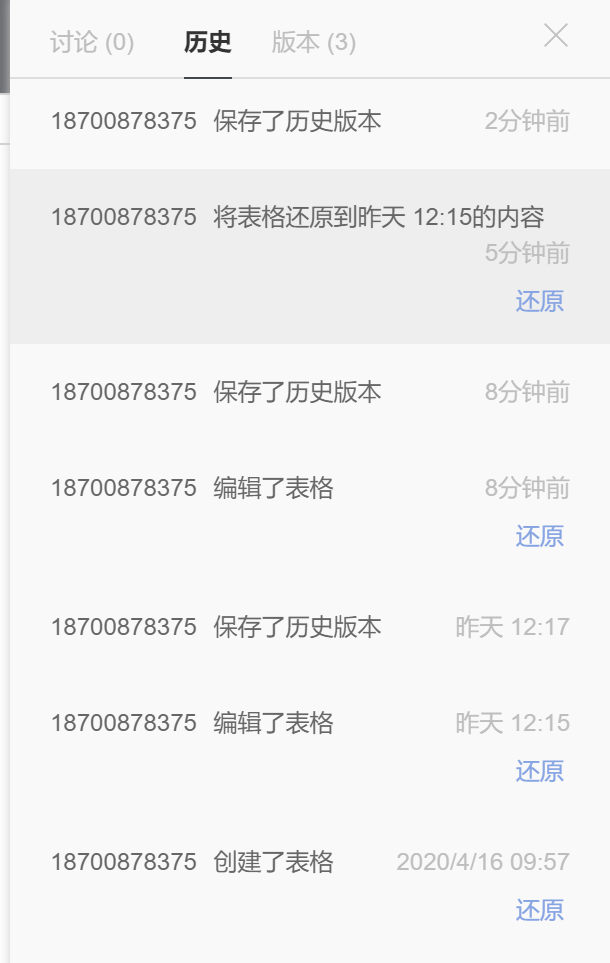 讨论 (0) 历史 版本 (3)
18700878375 保存了历史版本 2分钟前
18700878375 将表格还原到昨天 12:15的内容
5分钟前
还原
18700878375 保存了历史版本 8分钟前
18700878375 编辑了表格 8分钟前
还原
18700878375 保存了历史版本 昨天 12:17
18700878375 编辑了表格 昨天 12:15
还原
18700878375 创建了表格 2020/4/16 09:57
还原